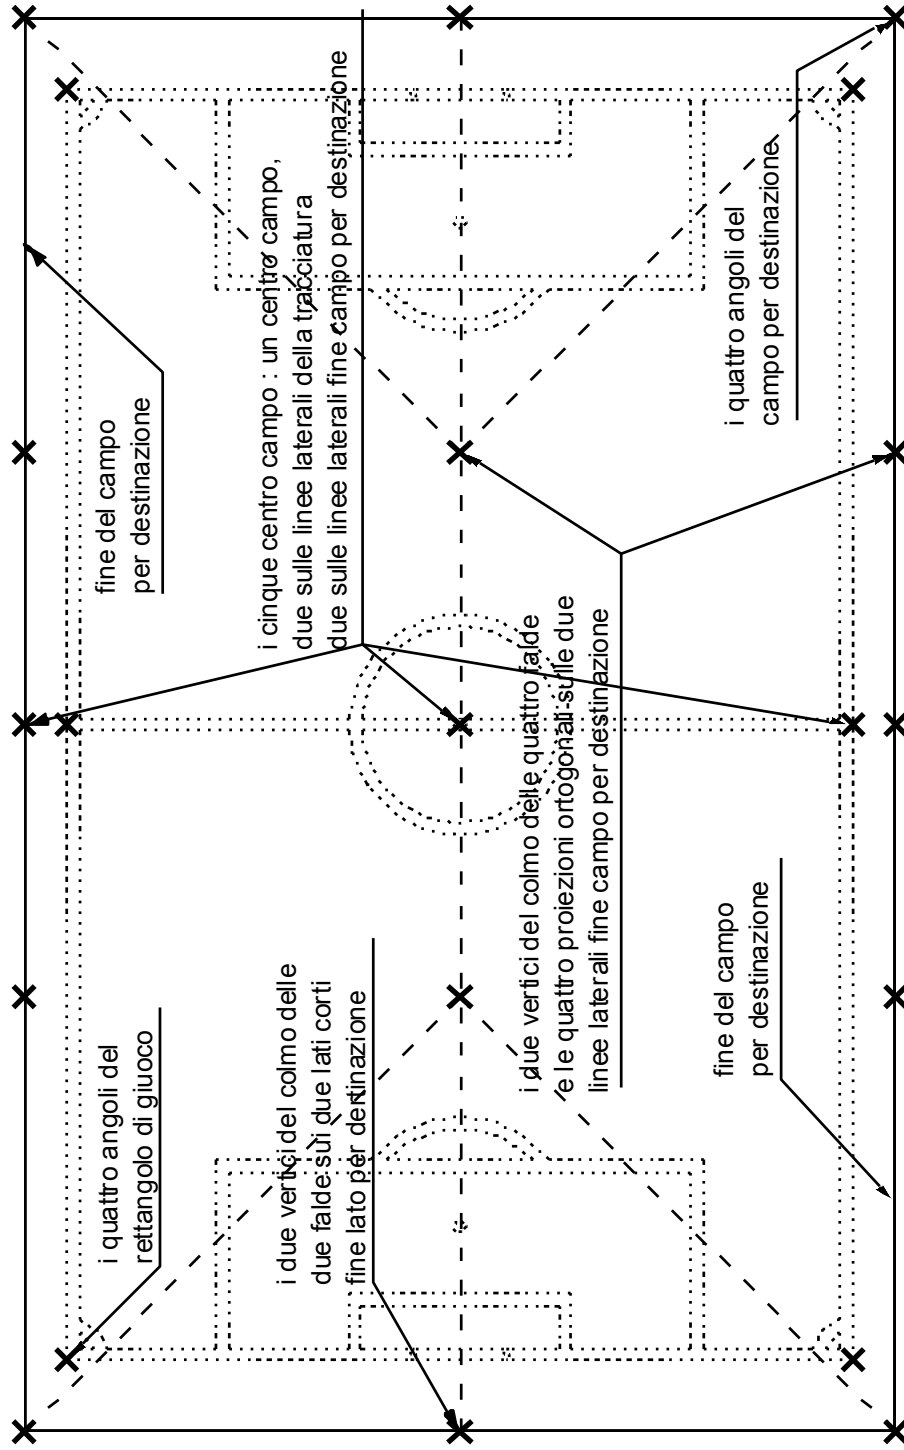 fine del campo
per destinazione
i quattro angoli del
rettangolo di giuoco
i cinque centro campo : un centro campo,
due sulle linee laterali della tracciatura
due sulle linee laterali fine campo per destinazione
i due vertici del colmo delle
due falde sui due lati corti
fine lato per dentinazione
i due vertici del colmo delle quattro falde
e le quattro proiezioni ortogonali sulle due
linee laterali fine campo per destinazione
i quattro angoli del
campo per destinazione
fine del campo
per destinazione